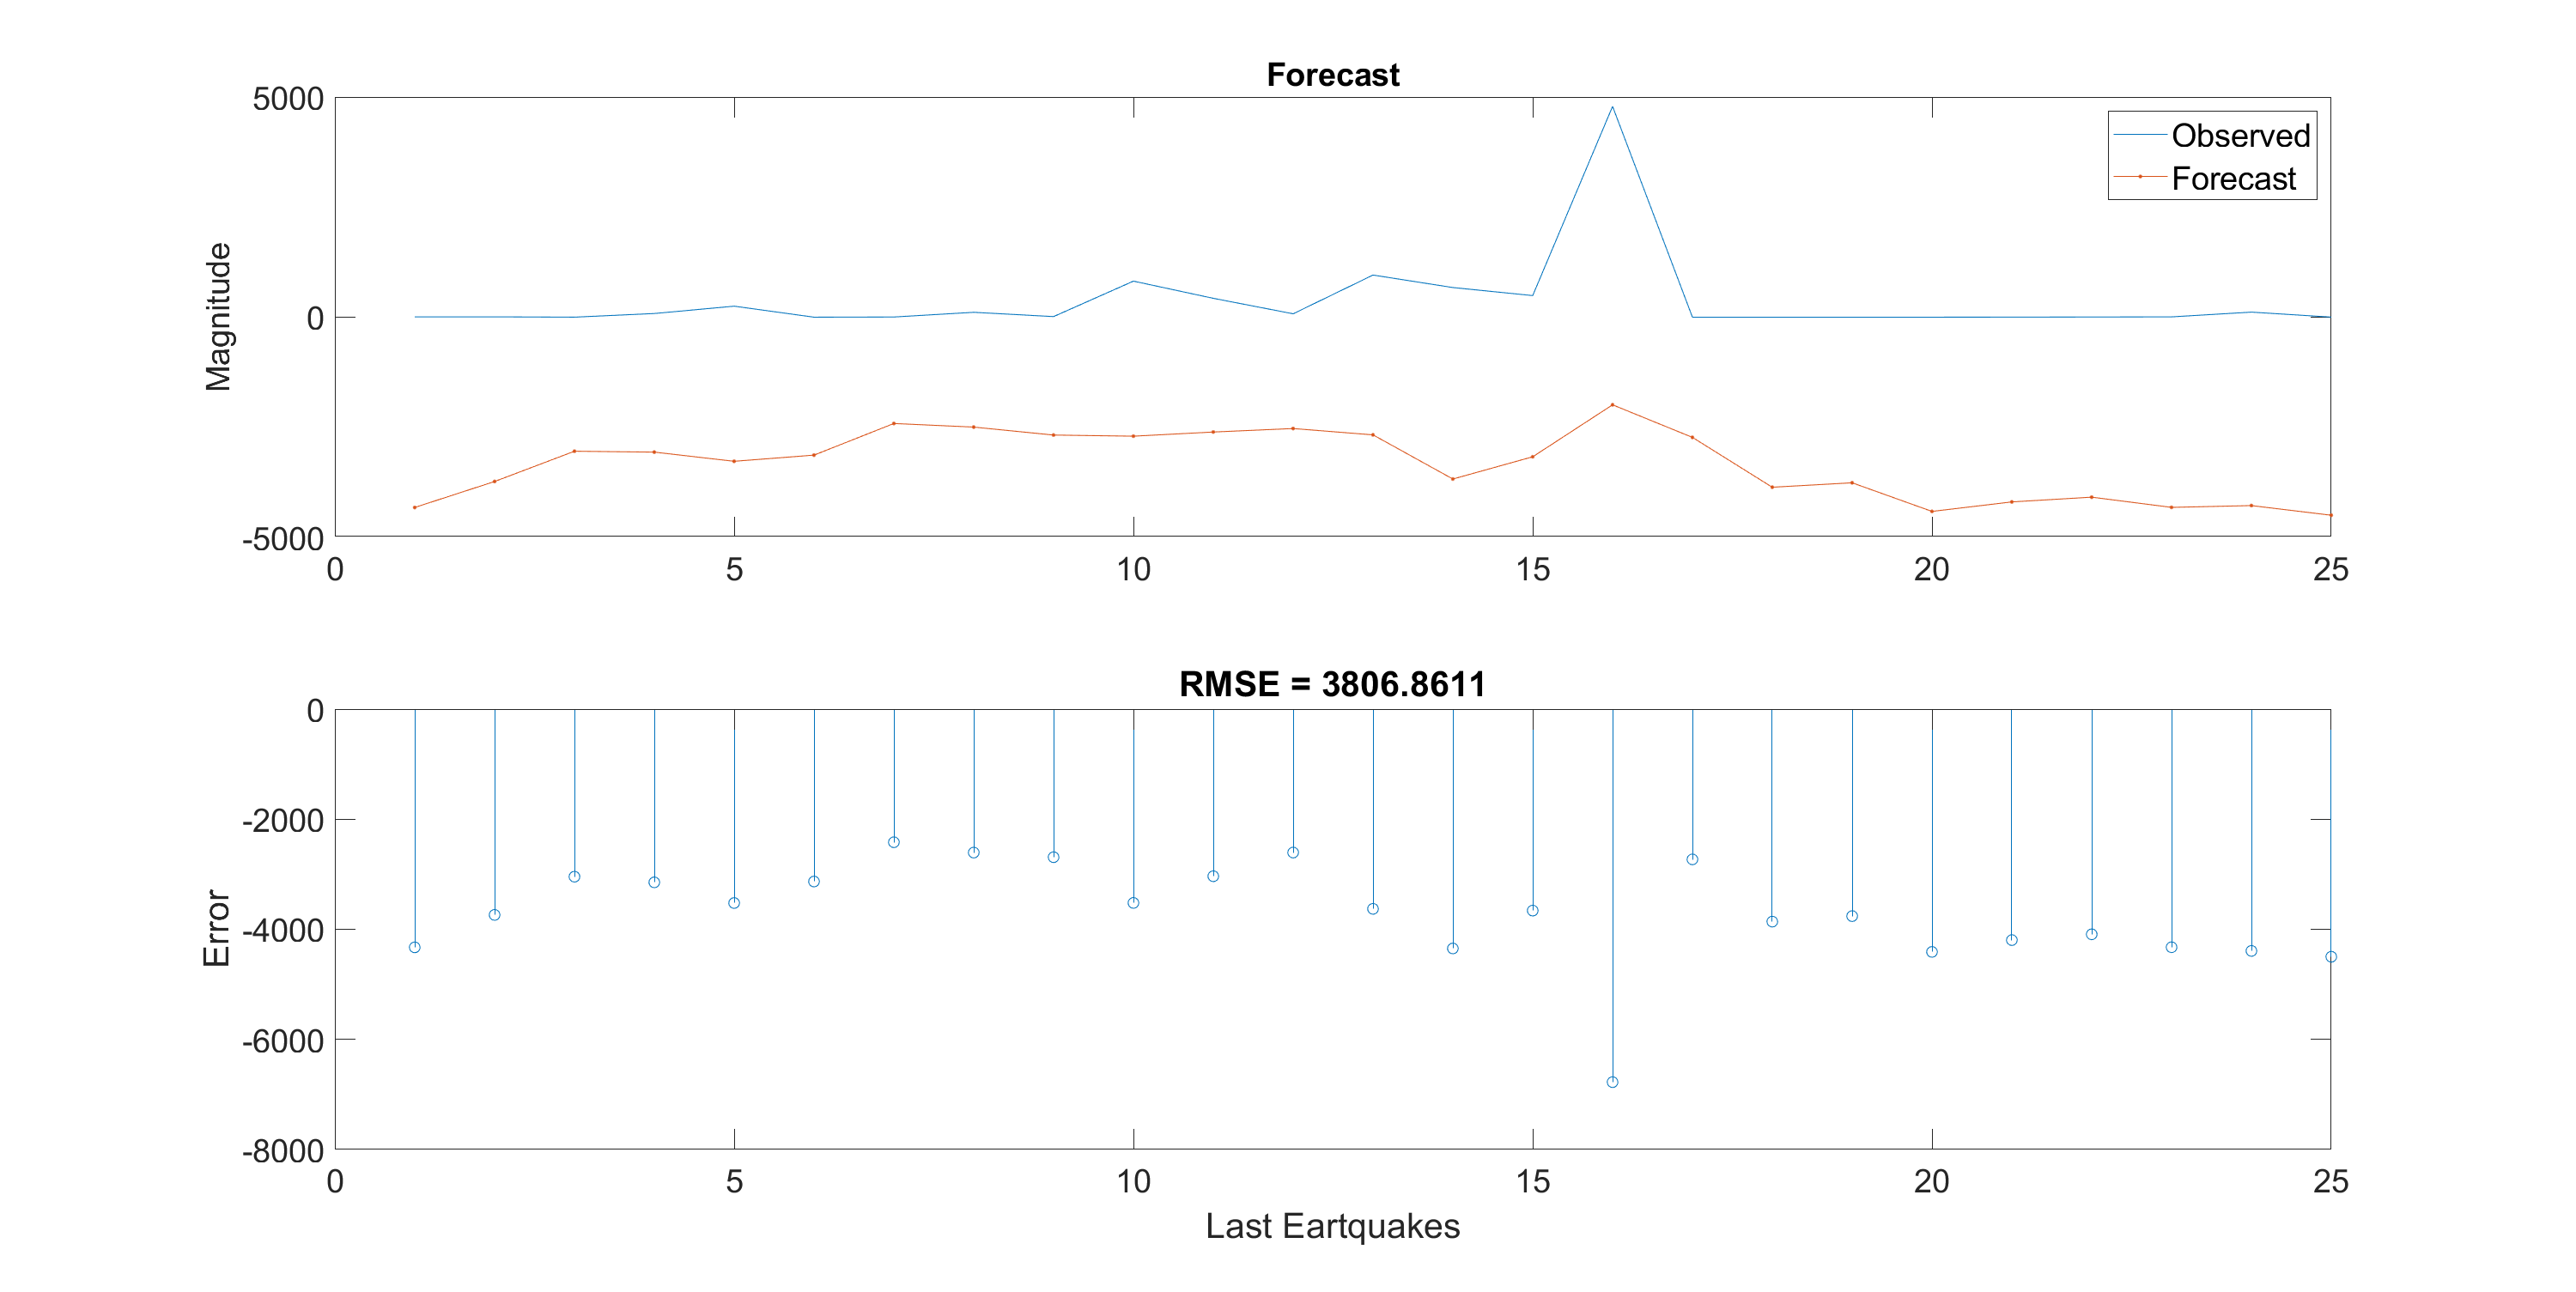 Forecast
5000
0
-5000
Magnitude
Observed
Forecast
0 5 10 15 20 25
RMSE = 3806.8611
0
-2000
-4000
-6000
-8000
Error
0 5 10 15 20 25
Last Eartquakes